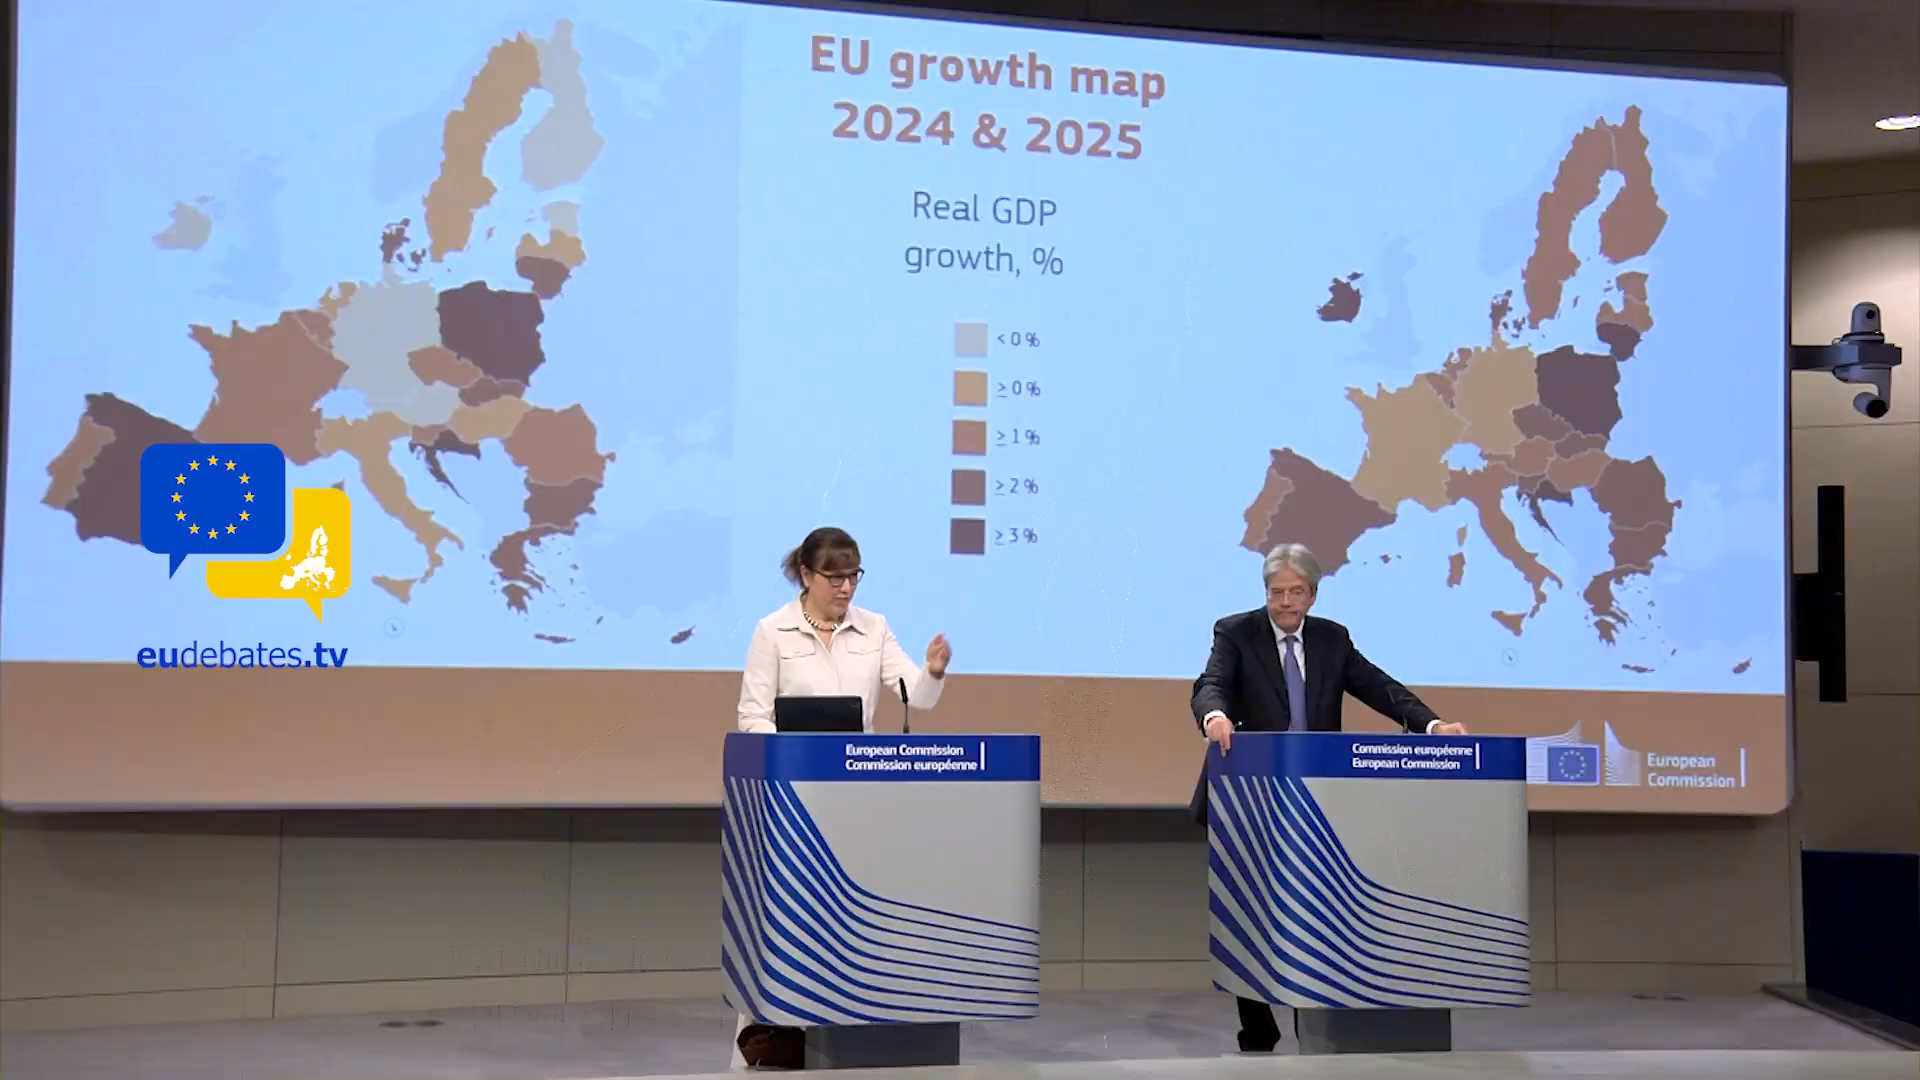 EU growth map
2024 & 2025
Real GDP
growth, %
< 0 %
≥ 0 %
≥ 1 %
≥ 2 %
≥ 3 %
eudebates.tv
European Commission
Commission européenne
Commission européenne
European Commission
European
Commission